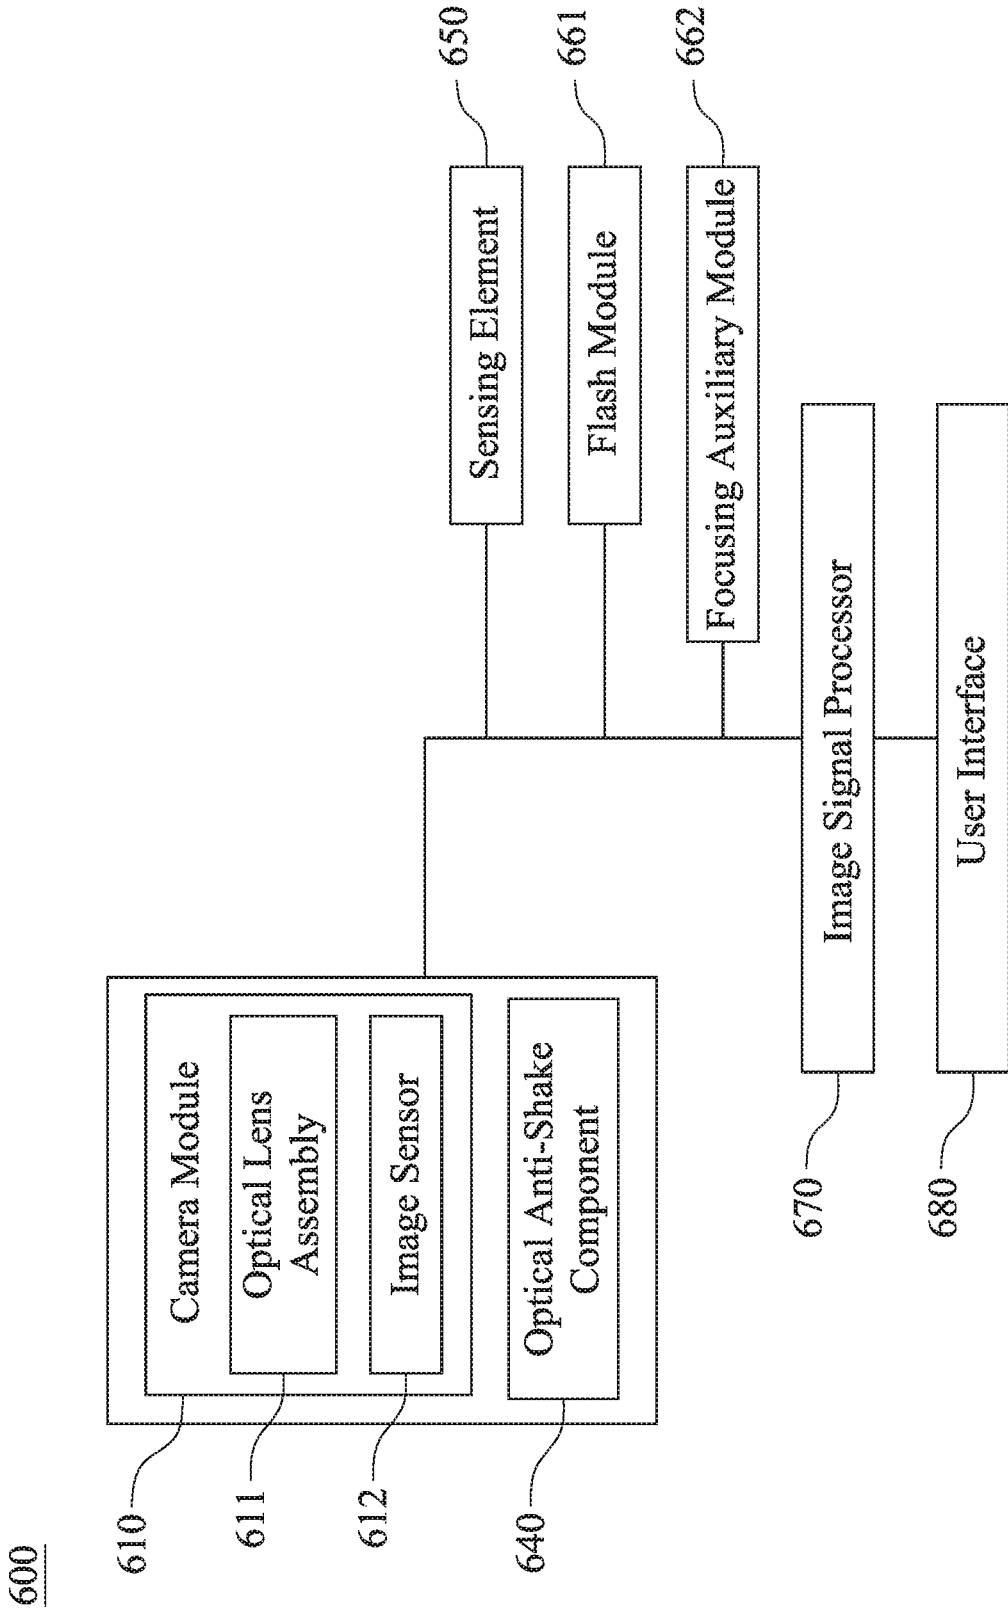 600
610
Camera Module
611
Optical Lens
Assembly
612
Image Sensor
640
Optical Anti-Shake
Component
Sensing Element
650
Flash Module
661
Focusing Auxiliary Module
662
670
Image Signal Processor
680
User Interface